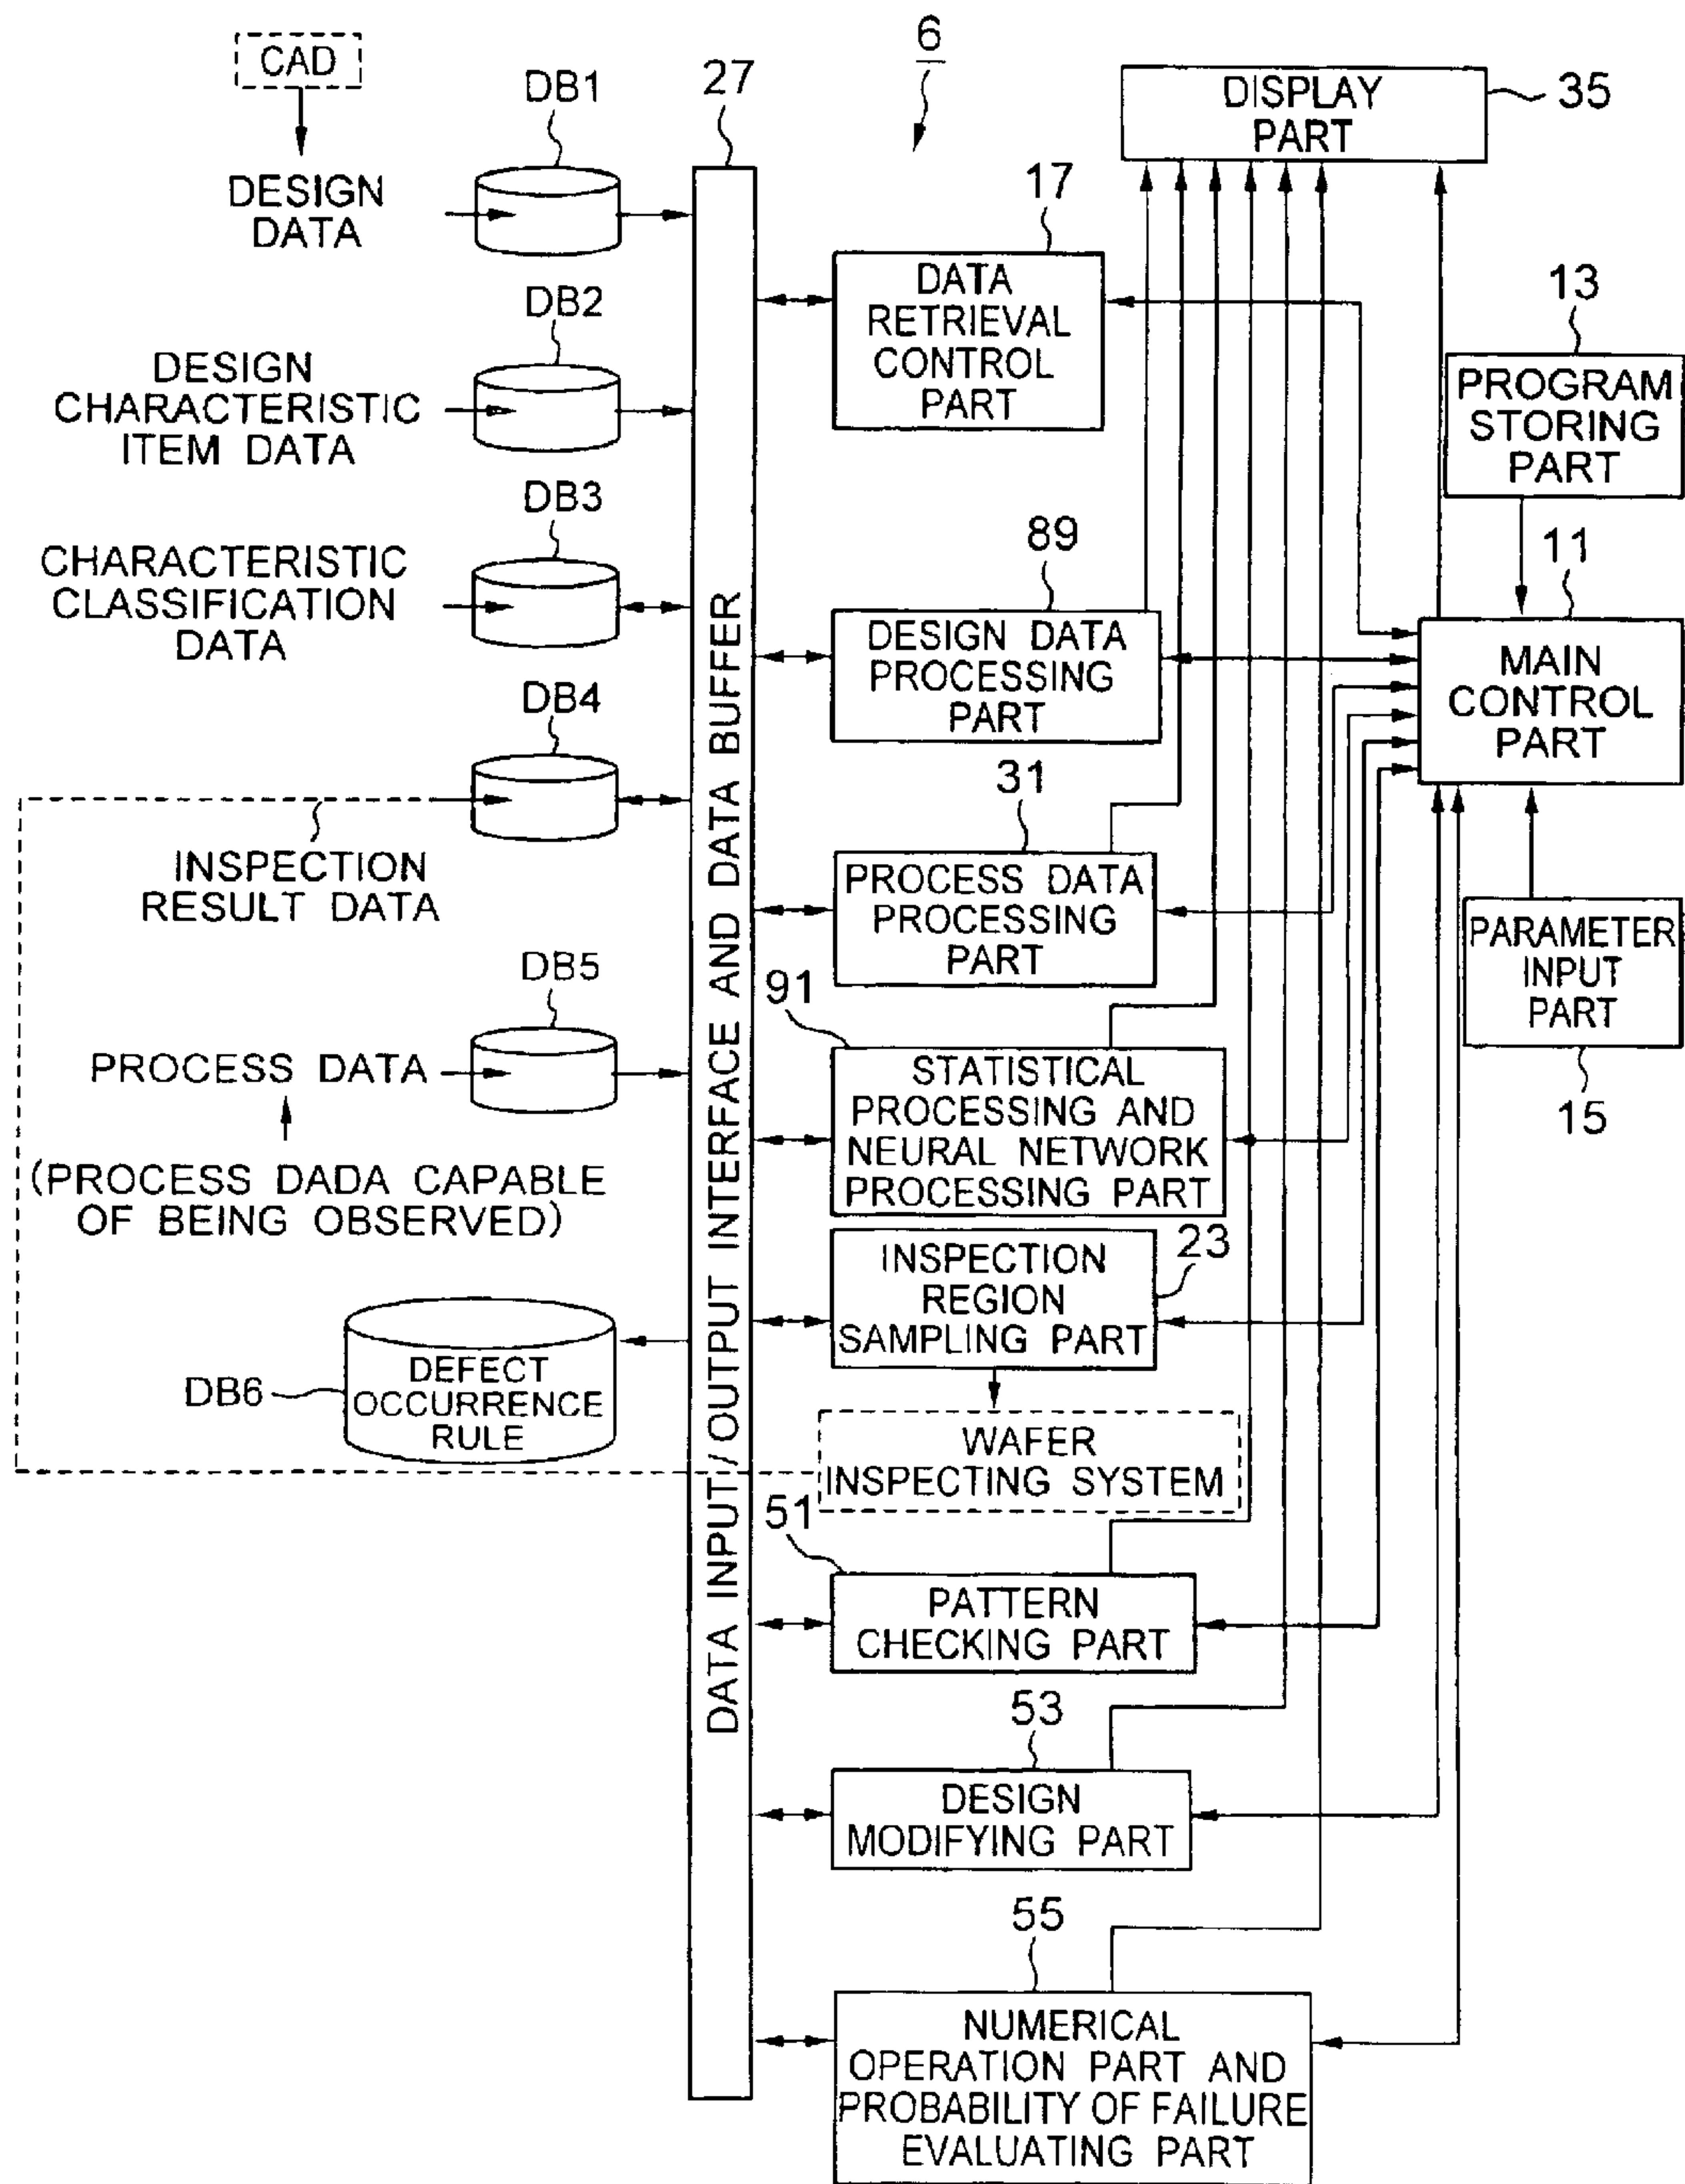 CAD
DESIGN
DATA
DB1
27
6
DISPLAY
PART
35
17
DATA
RETRIEVAL
CONTROL
PART
DB2
DESIGN
CHARACTERISTIC
ITEM DATA
13
PROGRAM
STORING
PART
DB3
CHARACTERISTIC
CLASSIFICATION
DATA
89
DESIGN DATA
PROCESSING
PART
11
MAIN
CONTROL
PART
DB4
INSPECTION
RESULT DATA
31
PROCESS DATA
PROCESSING
PART
PARAMETER
INPUT
PART
15
DB5
PROCESS DATA
(PROCESS DADA CAPABLE
OF BEING OBSERVED)
91
STATISTICAL
PROCESSING AND
NEURAL NETWORK
PROCESSING PART
DATA INPUT/OUTPUT INTERFACE AND DATA BUFFER
INSPECTION
REGION
SAMPLING PART
23
DB6
DEFECT
OCCURRENCE
RULE
WAFER
INSPECTING SYSTEM
51
PATTERN
CHECKING PART
53
DESIGN
MODIFYING PART
55
NUMERICAL
OPERATION PART AND
PROBABILITY OF FAILURE
EVALUATING PART